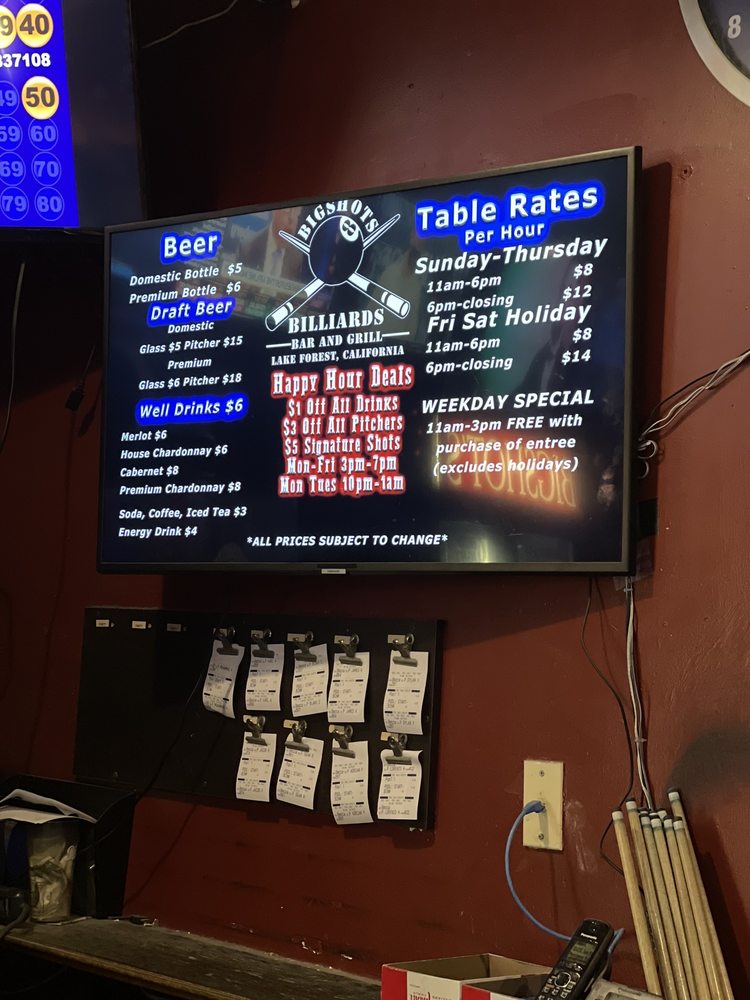 40
337108
50
60
70
80
8
Beer
Domestic Bottle $5
Premium Bottle $6
Draft Beer
Domestic
Glass $5 Pitcher $15
Premium
Glass $6 Pitcher $18
Well Drinks $6
Merlot $6
House Chardonnay $6
Cabernet $8
Premium Chardonnay $8
Soda, Coffee, Iced Tea $3
Energy Drink $4
BIGSHOTS
8
BILLIARDS
BAR AND GRILL
LAKE FOREST, CALIFORNIA
Happy Hour Deals
$1 Off All Drinks
$3 Off All Pitchers
$5 Signature Shots
Mon-Fri 3pm-7pm
Mon Tues 10pm-1am
Table Rates
Per Hour
Sunday-Thursday
11am-6pm $8
6pm-closing $12
Fri Sat Holiday
11am-6pm $8
6pm-closing $14
WEEKDAY SPECIAL
11am-3pm FREE with
purchase of entree
(excludes holidays)
*ALL PRICES SUBJECT TO CHANGE*
Panasonic